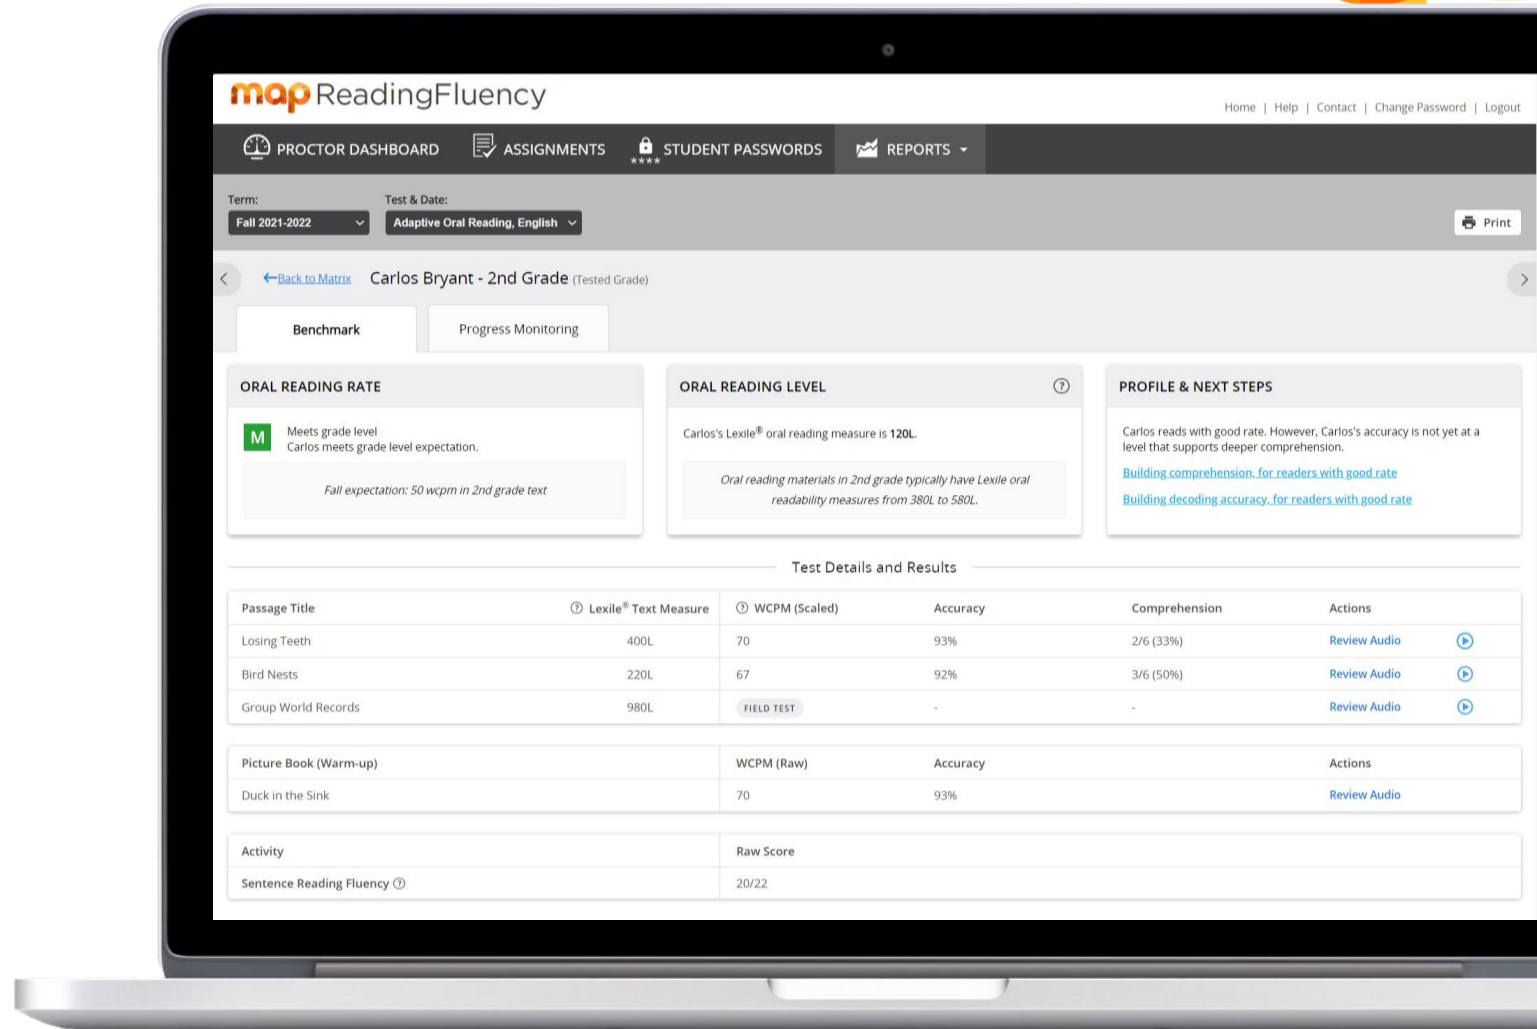 map ReadingFluency
Home | Help | Contact | Change Password | Logout
PROCTOR DASHBOARD ASSIGNMENTS **** STUDENT PASSWORDS REPORTS
Term: Test & Date:
Fall 2021-2022 Adaptive Oral Reading, English Print
Back to Matrix Carlos Bryant - 2nd Grade (Tested Grade)
Benchmark Progress Monitoring
ORAL READING RATE
M Meets grade level
Carlos meets grade level expectation.
Fall expectation: 50 wcpm in 2nd grade text
ORAL READING LEVEL ?
Carlos's Lexile® oral reading measure is 120L.
Oral reading materials in 2nd grade typically have Lexile oral
readability measures from 380L to 580L.
PROFILE & NEXT STEPS
Carlos reads with good rate. However, Carlos's accuracy is not yet at a
level that supports deeper comprehension.
Building comprehension, for readers with good rate
Building decoding accuracy, for readers with good rate
Test Details and Results
Passage Title ? Lexile® Text Measure ? WCPM (Scaled) Accuracy Comprehension Actions
Losing Teeth 400L 70 93% 2/6 (33%) Review Audio
Bird Nests 220L 67 92% 3/6 (50%) Review Audio
Group World Records 980L FIELD TEST - - Review Audio
Picture Book (Warm-up) WCPM (Raw) Accuracy Actions
Duck in the Sink 70 93% Review Audio
Activity Raw Score
Sentence Reading Fluency ? 20/22